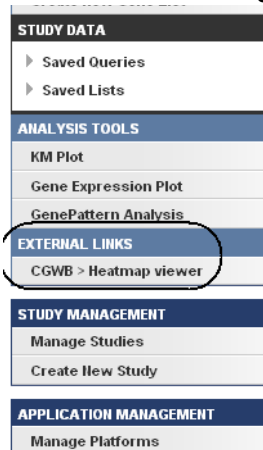 STUDY DATA
Saved Queries
Saved Lists
ANALYSIS TOOLS
KM Plot
Gene Expression Plot
GenePattern Analysis
EXTERNAL LINKS
CGWB > Heatmap viewer
STUDY MANAGEMENT
Manage Studies
Create New Study
APPLICATION MANAGEMENT
Manage Platforms